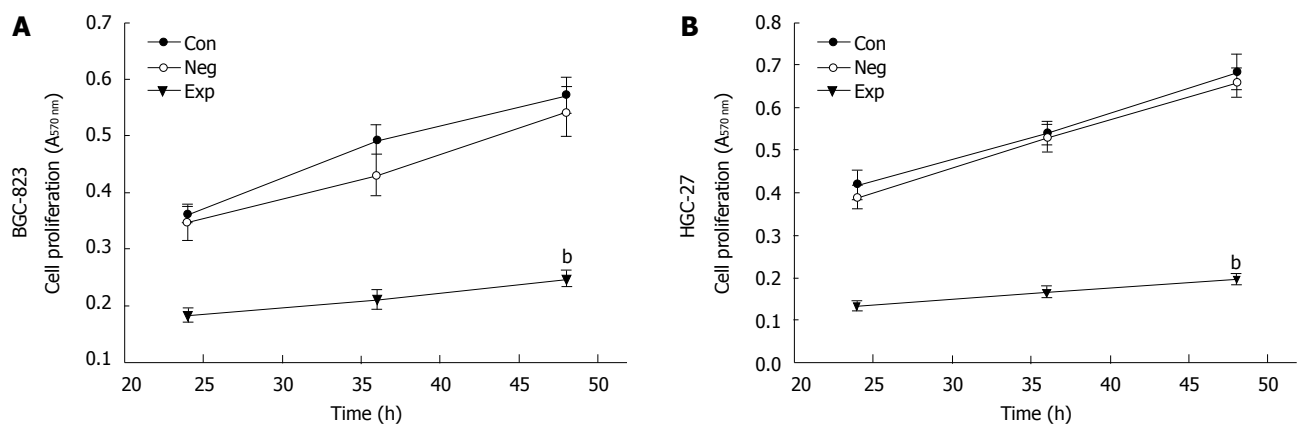 A
BGC-823
Cell proliferation (A570 nm)
0.7
0.6
0.5
0.4
0.3
0.2
0.1
Con
Neg
Exp
b
20 25 30 35 40 45 50
Time (h)
B
HGC-27
Cell proliferation (A570 nm)
0.8
0.7
0.6
0.5
0.4
0.3
0.2
0.1
0.0
Con
Neg
Exp
b
20 25 30 35 40 45 50
Time (h)